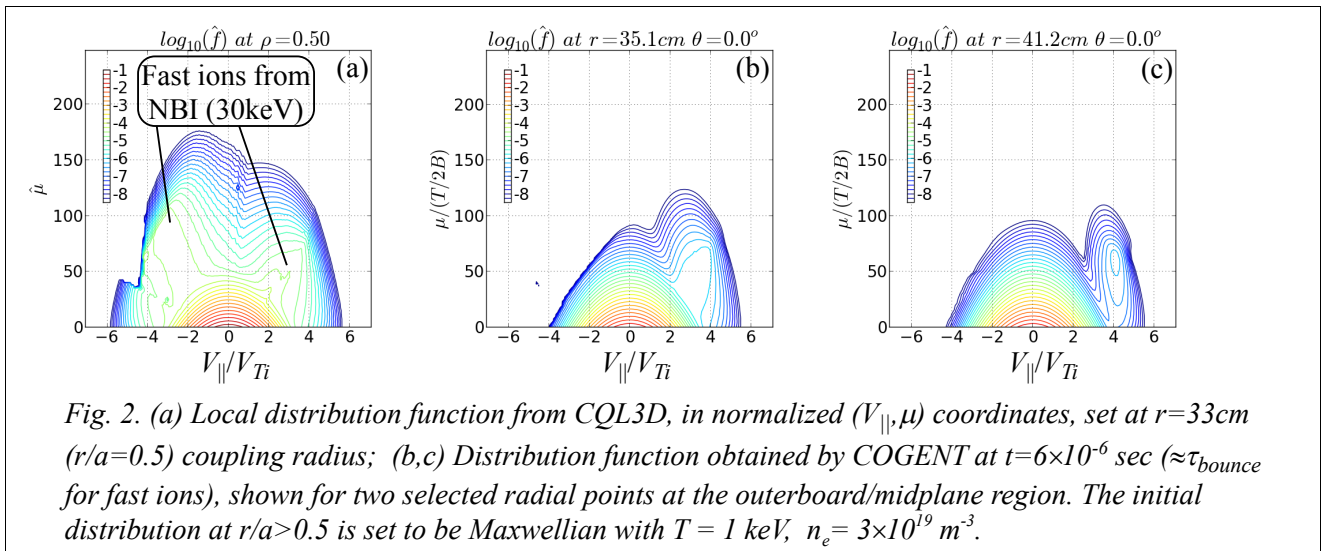 log₁₀(f̂) at ρ=0.50
(a)
Fast ions from
NBI (30keV)
-1
-2
-3
-4
-5
-6
-7
-8
μ̂
200
150
100
50
0
−6 −4 −2 0 2 4 6
V||/VTi
log₁₀(f̂) at r=35.1cm θ=0.0°
(b)
-1
-2
-3
-4
-5
-6
-7
-8
μ/(T/2B)
200
150
100
50
0
−6 −4 −2 0 2 4 6
V||/VTi
log₁₀(f̂) at r=41.2cm θ=0.0°
(c)
-1
-2
-3
-4
-5
-6
-7
-8
μ/(T/2B)
200
150
100
50
0
−6 −4 −2 0 2 4 6
V||/VTi
Fig. 2. (a) Local distribution function from CQL3D, in normalized (V||,μ) coordinates, set at r=33cm
(r/a=0.5) coupling radius; (b,c) Distribution function obtained by COGENT at t=6×10⁻⁶ sec (≈τbounce
for fast ions), shown for two selected radial points at the outerboard/midplane region. The initial
distribution at r/a>0.5 is set to be Maxwellian with T = 1 keV, nₑ= 3×10¹⁹ m⁻³.